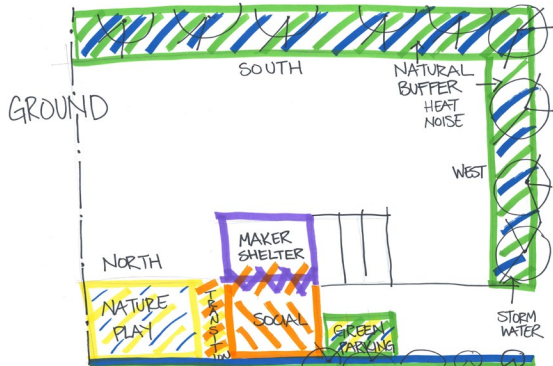 SOUTH
NATURAL
BUFFER
HEAT
NOISE
GROUND
WEST
MAKER
SHELTER
NORTH
NATURE
PLAY
TRANSITION
SOCIAL
GREEN
PARKING
STORM
WATER